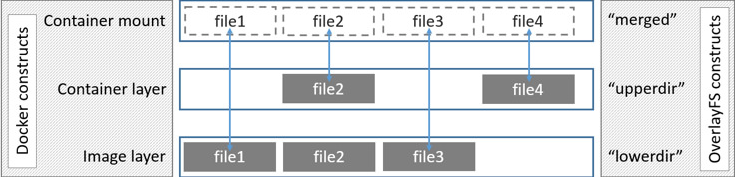 Docker constructs
Container mount
file1
file2
file3
file4
“merged”
Container layer
file2
file4
“upperdir”
Image layer
file1
file2
file3
“lowerdir”
OverlayFS constructs